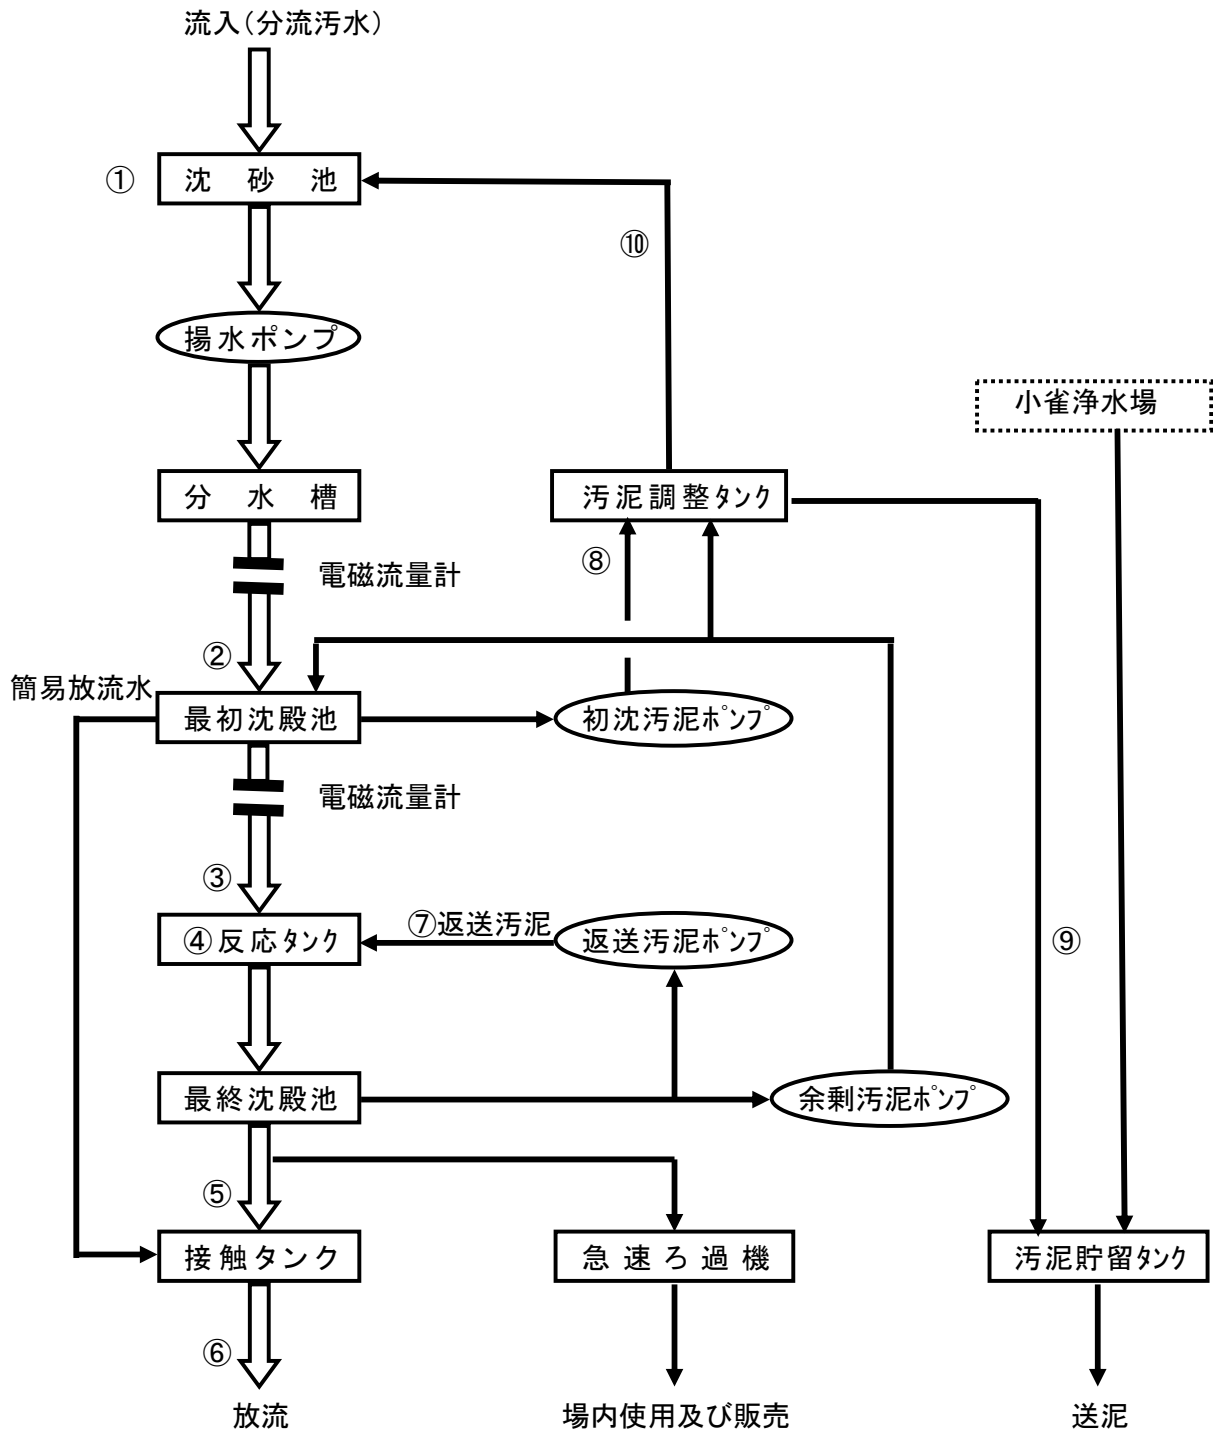 流入(分流汚水)
① 沈砂池
⑩
揚水ポンプ
小雀浄水場
分水槽
汚泥調整タンク
電磁流量計
⑧
②
簡易放流水
最初沈殿池
初沈汚泥ポンプ
電磁流量計
③
⑦返送汚泥
④反応タンク
返送汚泥ポンプ
⑨
最終沈殿池
余剰汚泥ポンプ
⑤
接触タンク
急速ろ過機
汚泥貯留タンク
⑥
放流
場内使用及び販売
送泥